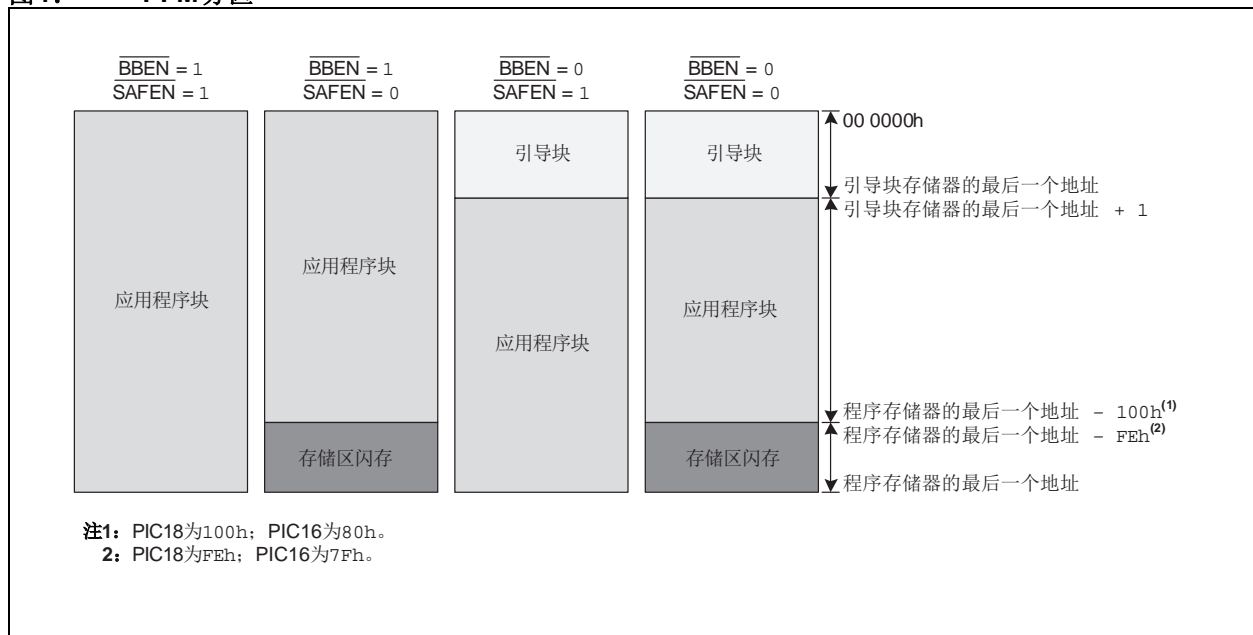 BBEN = 1
SAFEN = 1
BBEN = 1
SAFEN = 0
BBEN = 0
SAFEN = 1
BBEN = 0
SAFEN = 0
应用程序块
应用程序块
存储区闪存
引导块
应用程序块
引导块
应用程序块
存储区闪存
00 0000h
引导块存储器的最后一个地址
引导块存储器的最后一个地址 + 1
程序存储器的最后一个地址 – 100h(1)
程序存储器的最后一个地址 – FEh(2)
程序存储器的最后一个地址
注1：PIC18为100h；PIC16为80h。
2：PIC18为FEh；PIC16为7Fh。